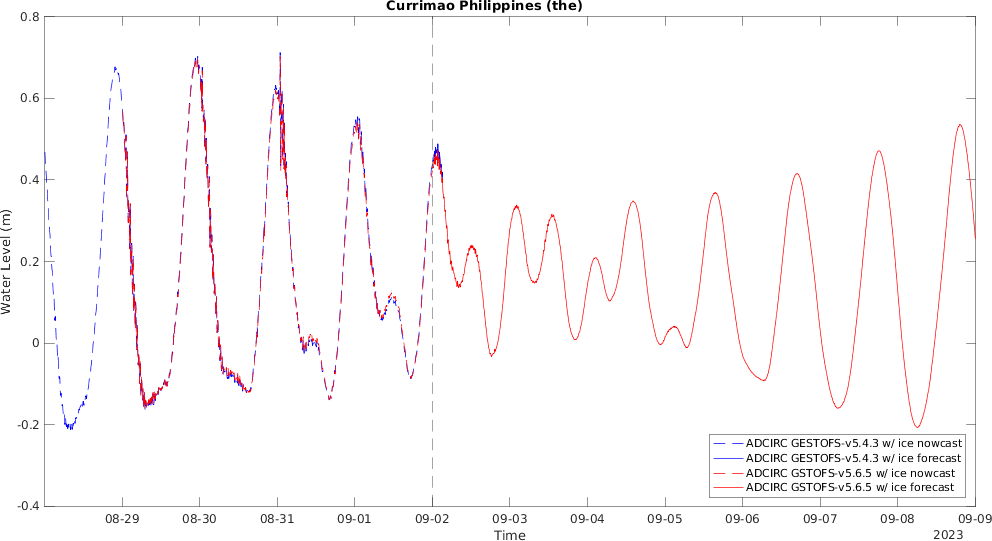 Currimao Philippines (the)
0.8
0.6
0.4
0.2
0
-0.2
-0.4
Water Level (m)
08-29 08-30 08-31 09-01 09-02 09-03 09-04 09-05 09-06 09-07 09-08 09-09
Time
2023
ADCIRC GESTOFS-v5.4.3 w/ ice nowcast
ADCIRC GESTOFS-v5.4.3 w/ ice forecast
ADCIRC GSTOFS-v5.6.5 w/ ice nowcast
ADCIRC GSTOFS-v5.6.5 w/ ice forecast